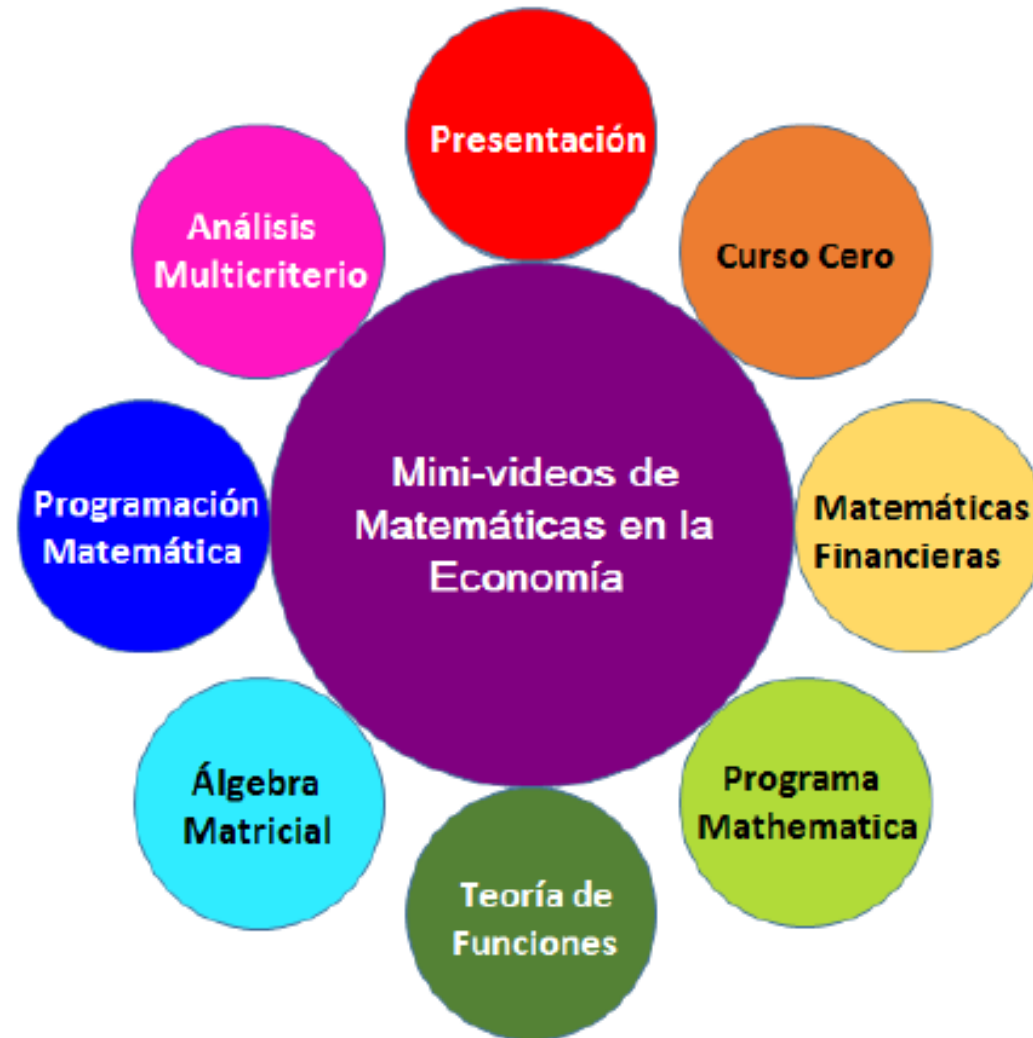 Presentación
Curso Cero
Matemáticas
Financieras
Programa
Mathematica
Teoría de
Funciones
Álgebra
Matricial
Programación
Matemática
Análisis
Multicriterio
Mini-videos de
Matemáticas en la
Economía